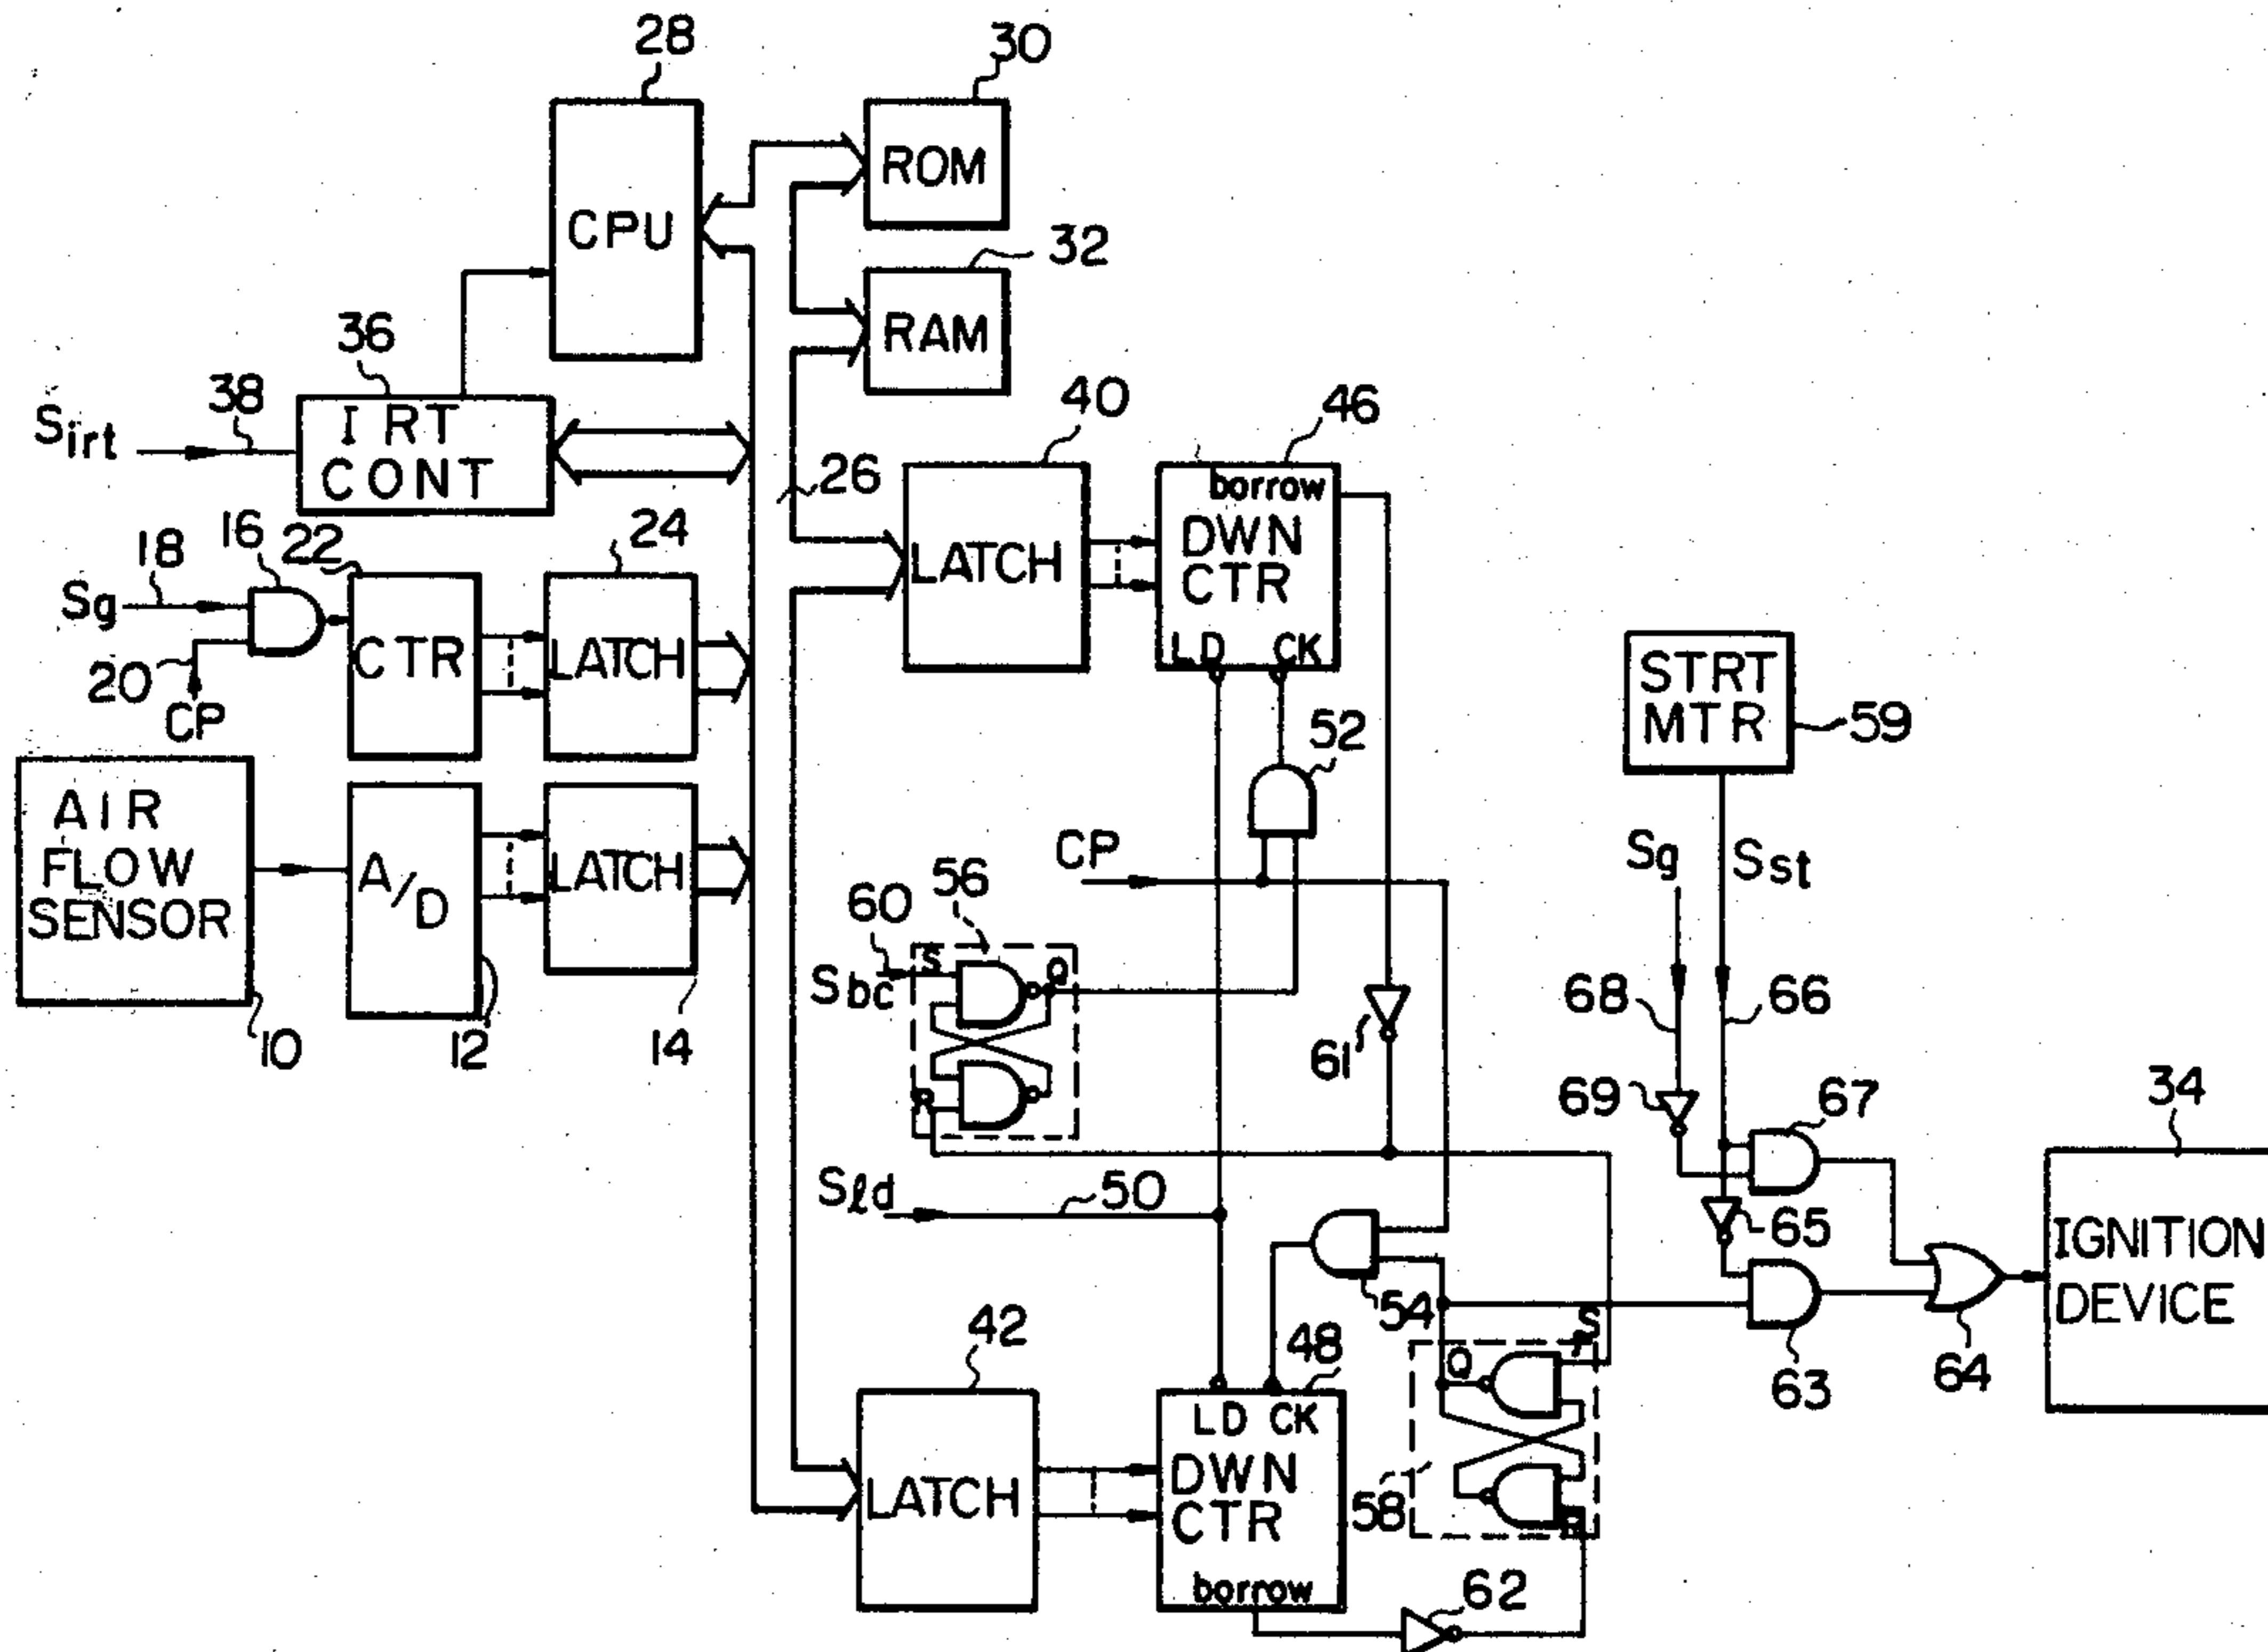 28
30
ROM
CPU
32
RAM
36
38
Sirt
I RT
CONT
40
46
26
borrow
16
22
24
18
DWN
CTR
LATCH
Sg
CTR
LATCH
LD CK
20
CP
STRT
MTR
59
52
AIR
FLOW
SENSOR
A/D
LATCH
CP
Sg
Sst
56
60
S
Q
Sbc
68
66
10
12
14
61
69
67
34
R
Sld
50
65
IGNITION
DEVICE
54
S
42
48
Q
63
64
LD CK
LATCH
DWN
CTR
58
R
borrow
62